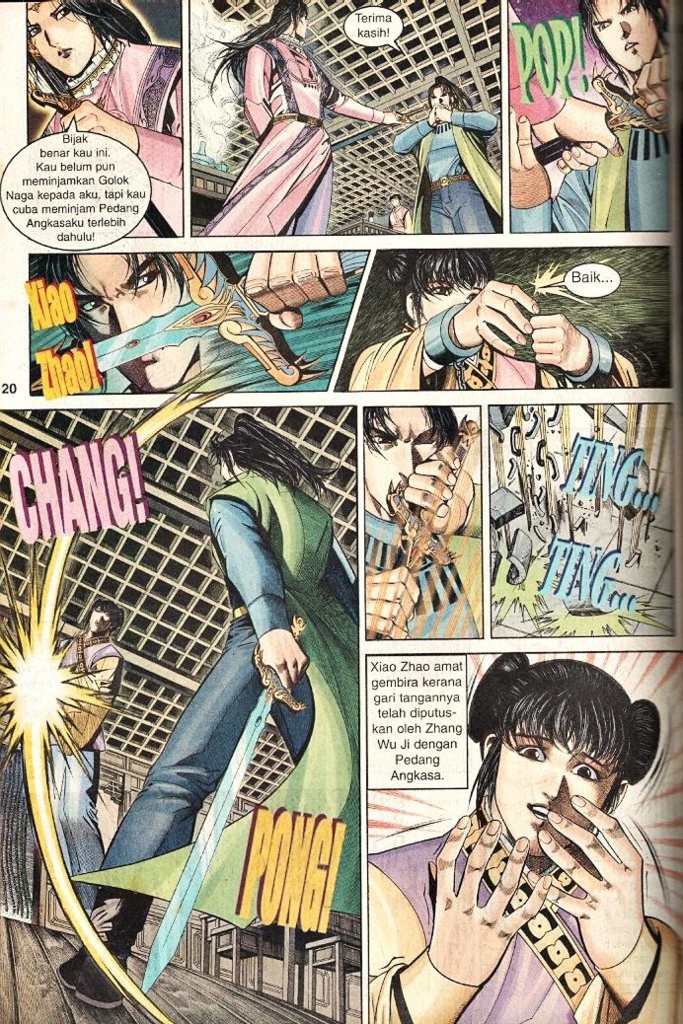 Bijak
benar kau ini.
Kau belum pun
meminjamkan Golok
Naga kepada aku, tapi kau
cuba meminjam Pedang
Angkasaku terlebih
dahulu!
Terima
kasih!
POP!
Xiao
Zhao!
Baik...
20
CHANG!
PONG!
TING...
TING...
Xiao Zhao amat
gembira kerana
gari tangannya
telah diputus-
kan oleh Zhang
Wu Ji dengan
Pedang
Angkasa.